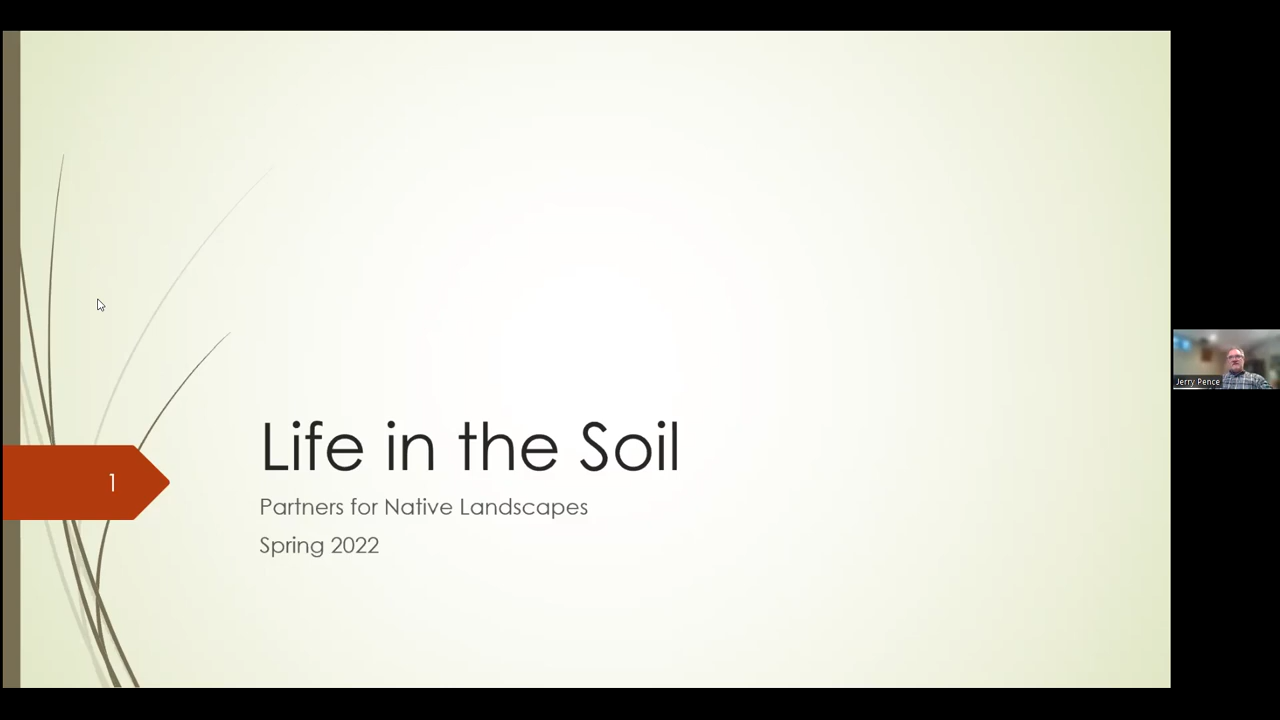 Life in the Soil
1
Partners for Native Landscapes
Spring 2022
Jerry Pence